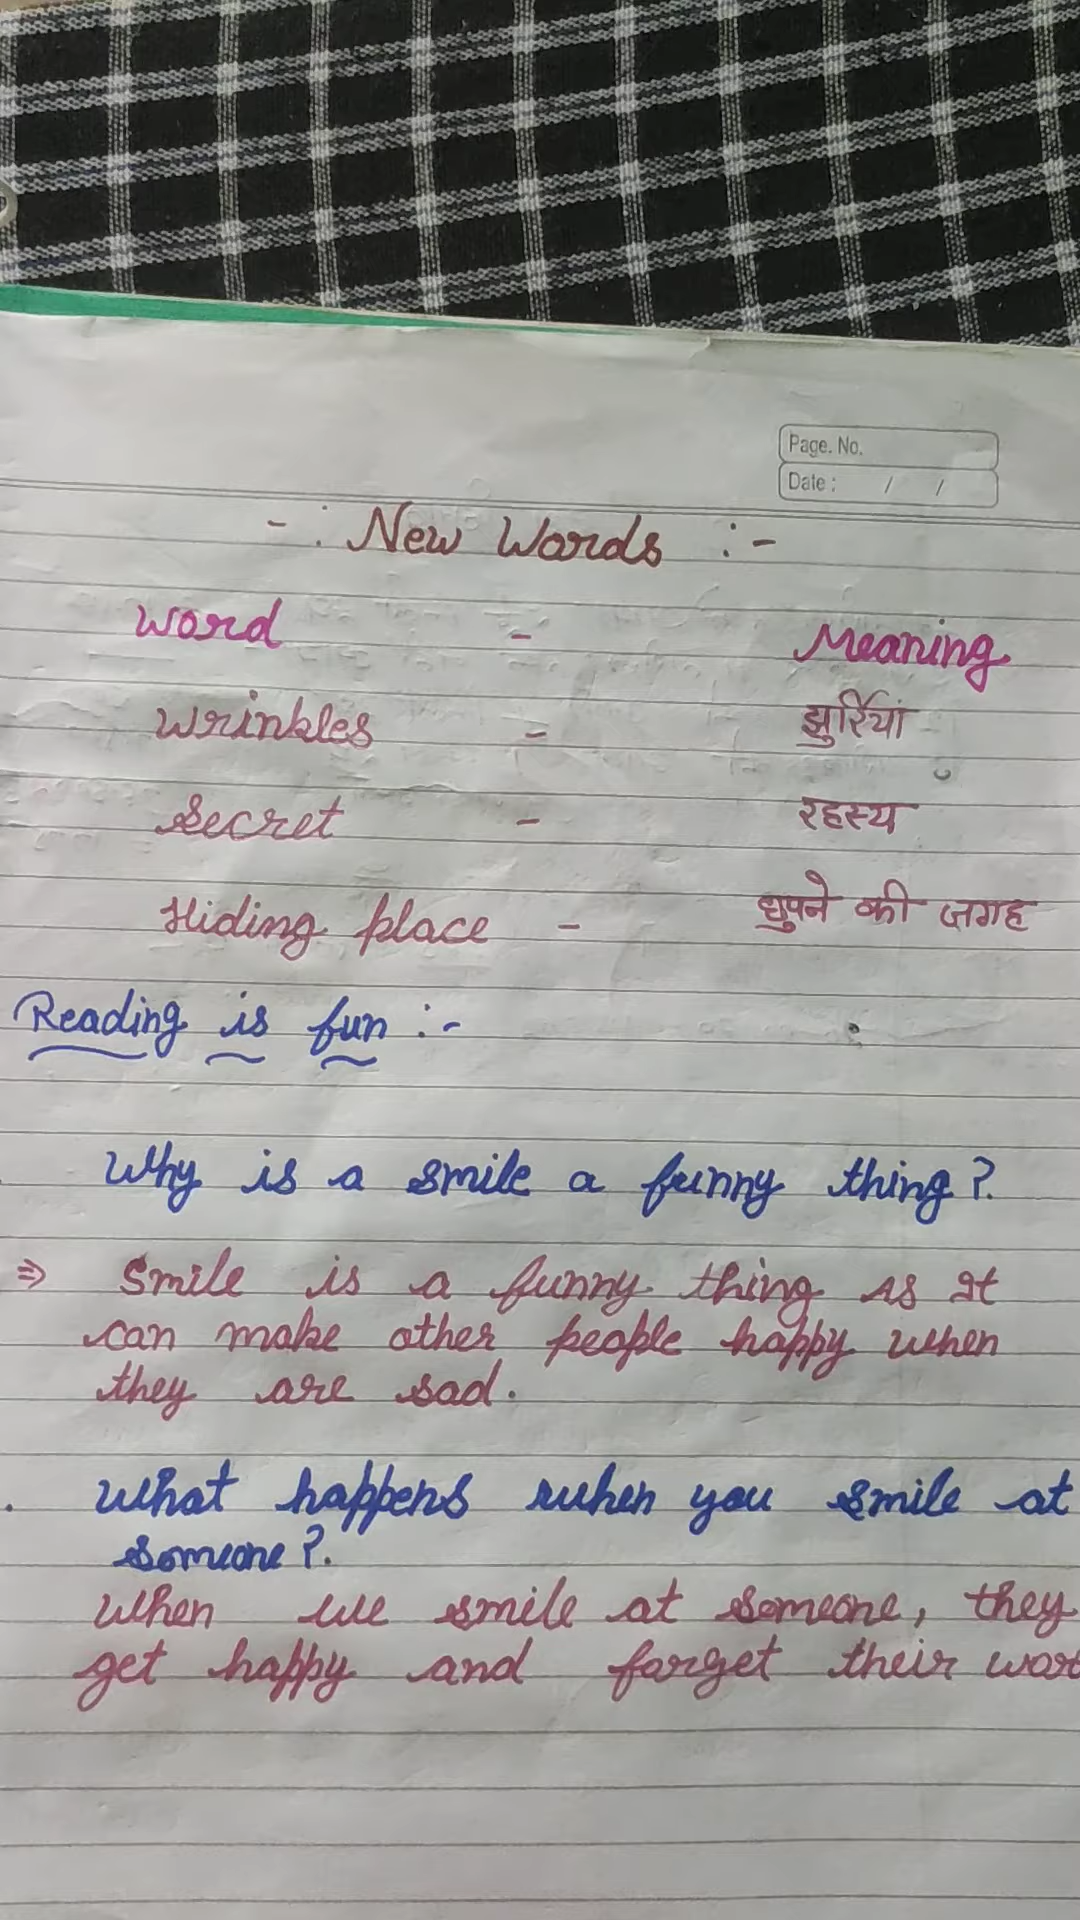 Page. No.
Date : / /
- : New Words : -
Word - Meaning
Wrinkles - झुर्रियां
Secret - रहस्य
Hiding place - छुपने की जगह
Reading is fun :-
Why is a smile a funny thing ?
⇒ Smile is a funny thing as It
can make other people happy when
they are sad.
. What happens when you smile at
someone ?
When we smile at someone, they
get happy and forget their